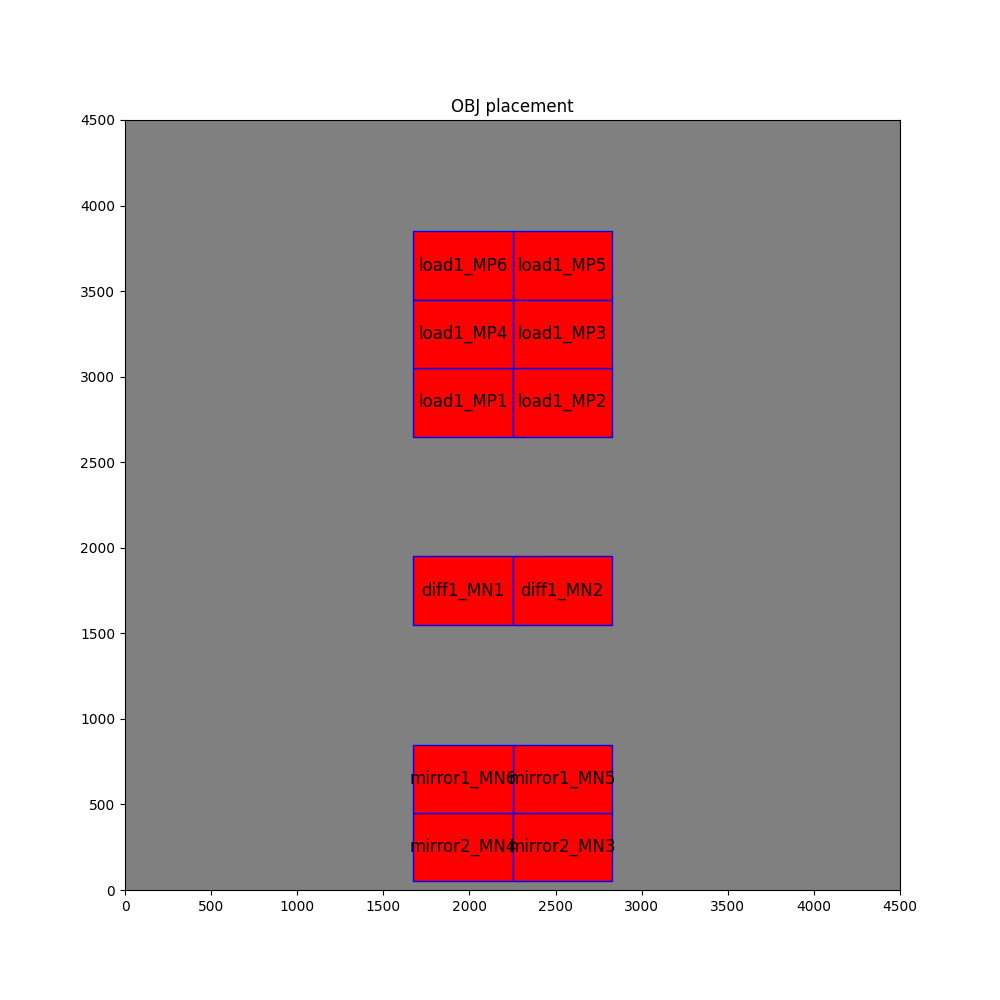 OBJ placement
4500
4000
3500
3000
2500
2000
1500
1000
500
0
load1_MP6 load1_MP5
load1_MP4 load1_MP3
load1_MP1 load1_MP2
diff1_MN1 diff1_MN2
mirror1_MN6 mirror1_MN5
mirror2_MN4 mirror2_MN3
0 500 1000 1500 2000 2500 3000 3500 4000 4500